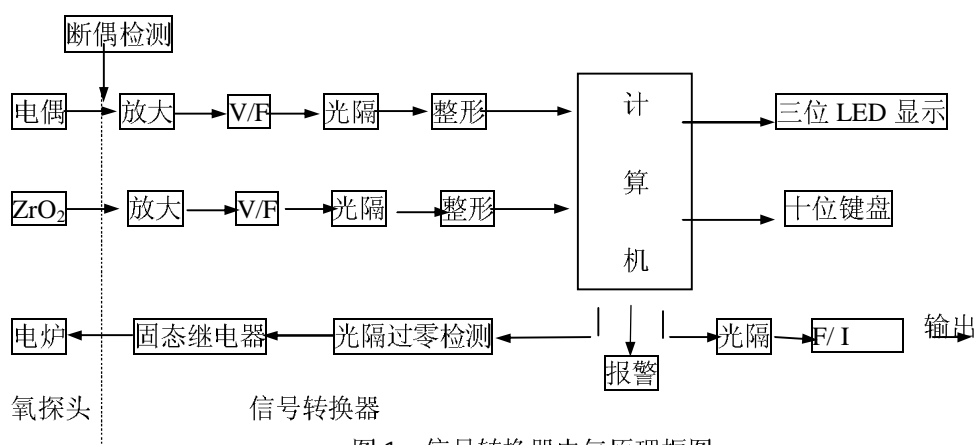 断偶检测
电偶 放大 V/F 光隔 整形 计 三位 LED 显示
算
ZrO₂ 放大 V/F 光隔 整形 十位键盘
机
电炉 固态继电器 光隔过零检测 光隔 F/ I 输出
报警
氧探头 信号转换器